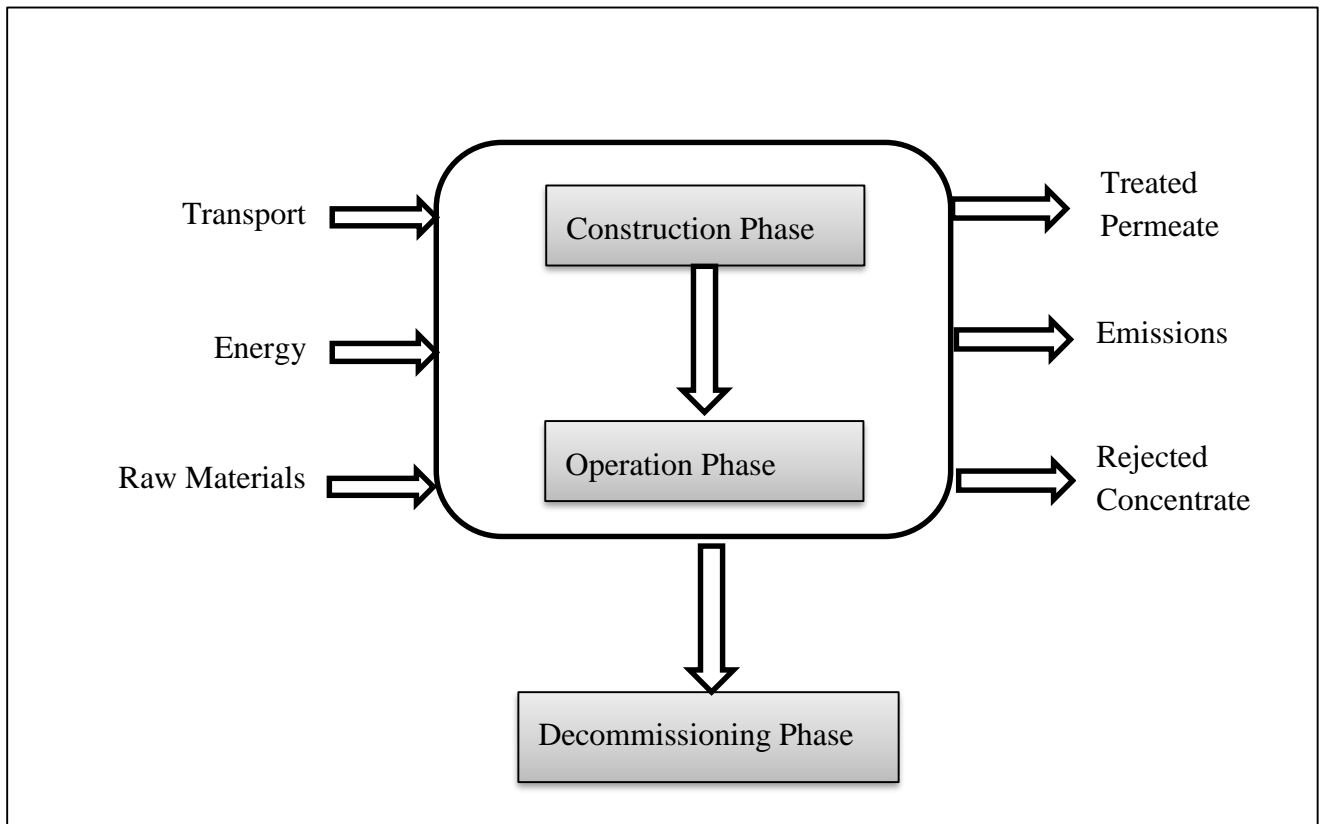 Transport
Energy
Raw Materials
Construction Phase
Operation Phase
Decommissioning Phase
Treated
Permeate
Emissions
Rejected
Concentrate